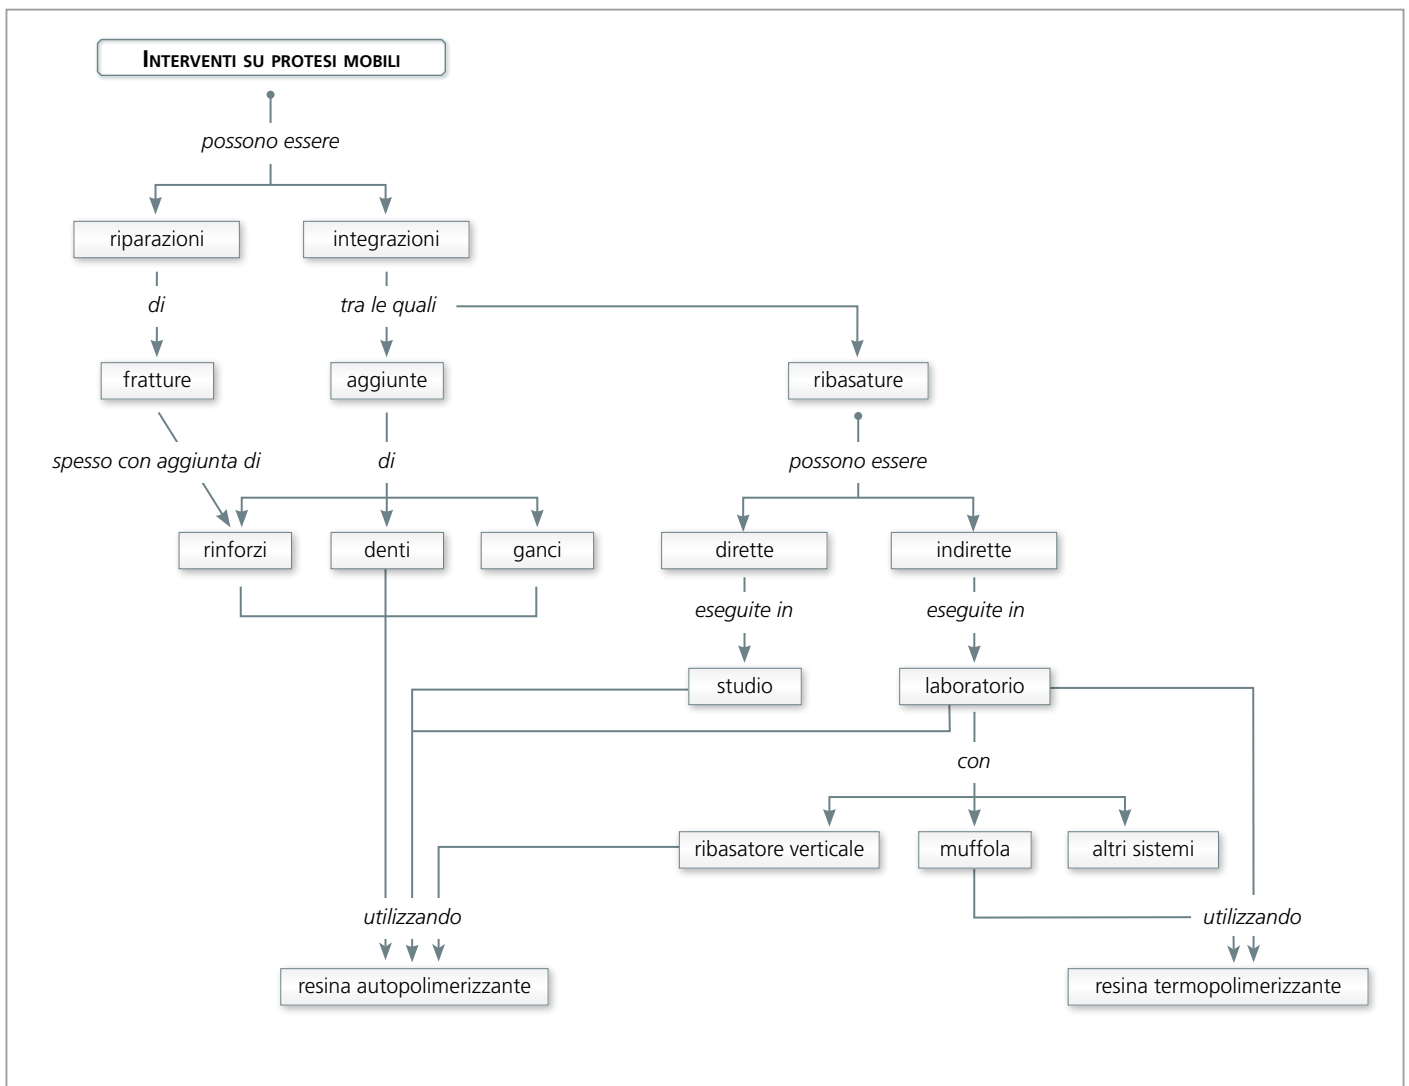 INTERVENTI SU PROTESI MOBILI
possono essere
riparazioni
integrazioni
di
tra le quali
fratture
aggiunte
ribasature
spesso con aggiunta di
di
possono essere
rinforzi
denti
ganci
dirette
indirette
eseguite in
eseguite in
studio
laboratorio
con
ribasatore verticale
muffola
altri sistemi
utilizzando
utilizzando
resina autopolimerizzante
resina termopolimerizzante